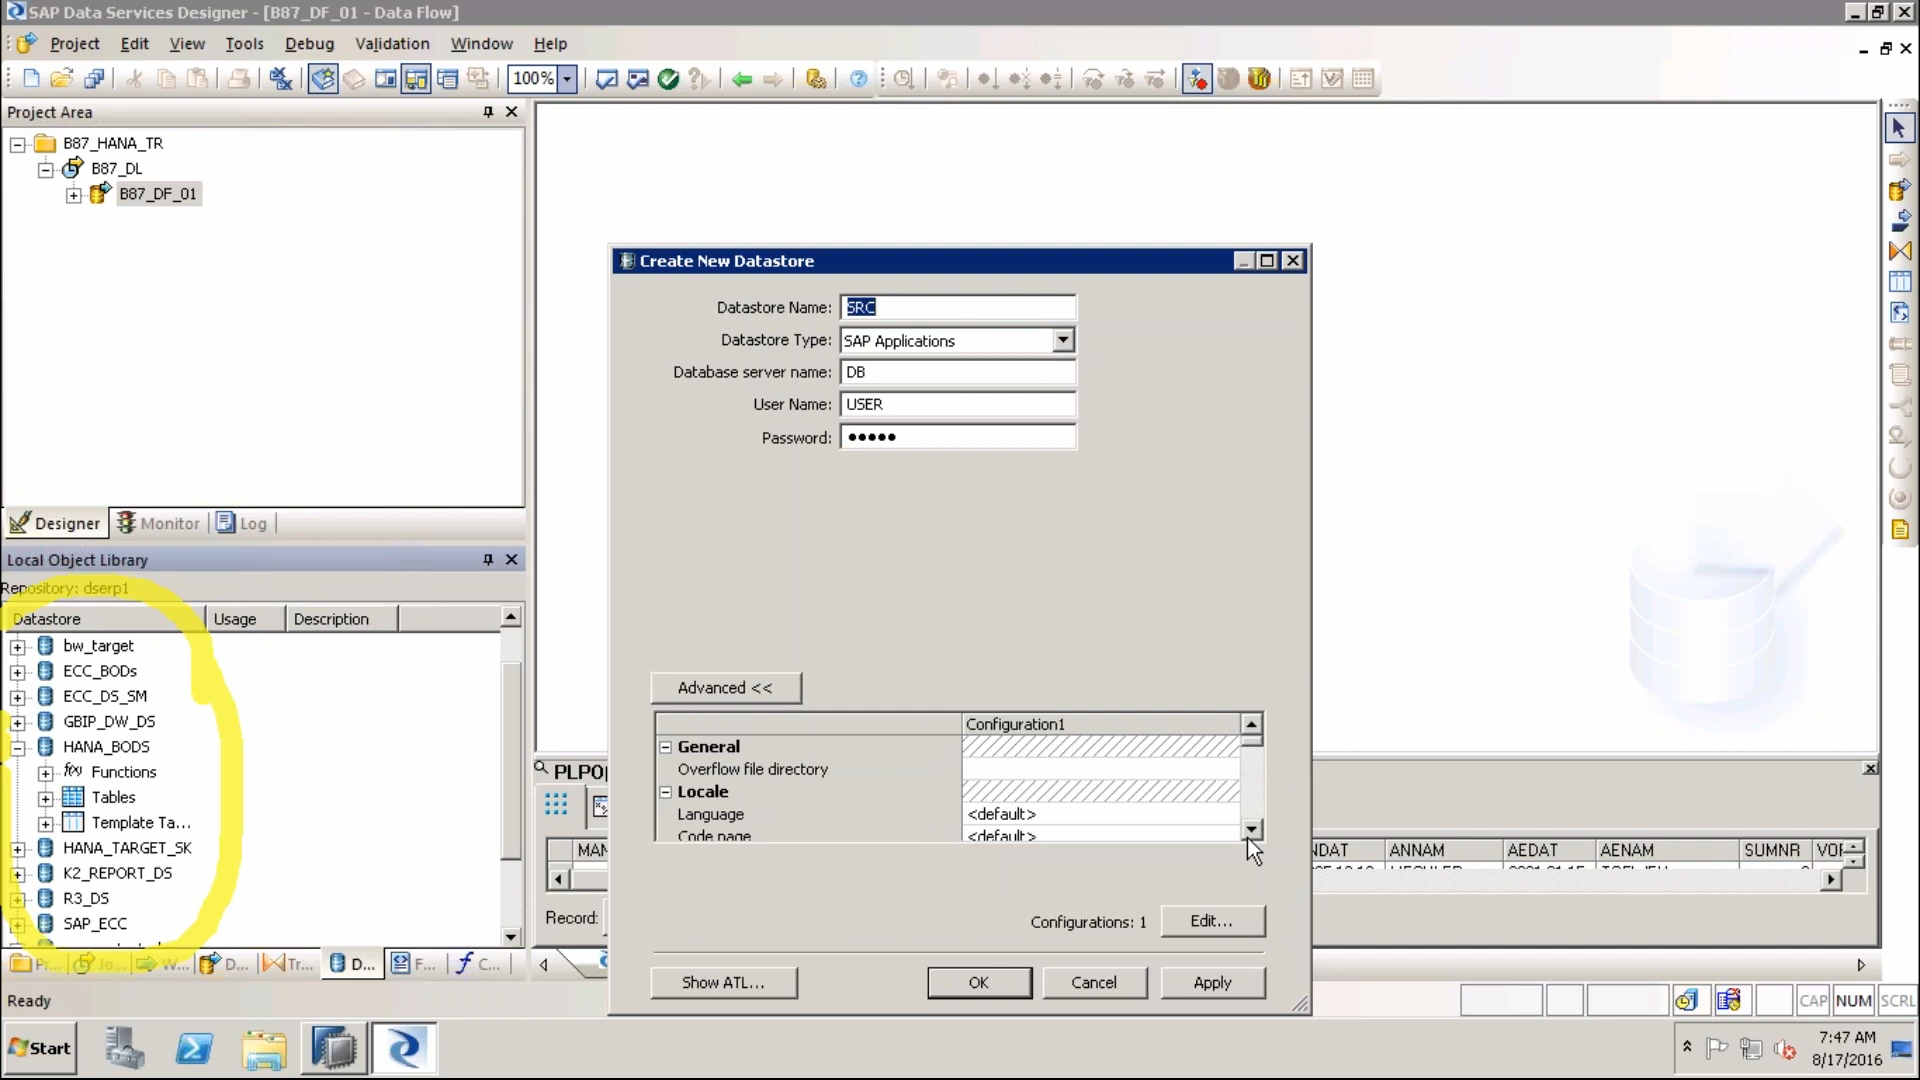 SAP Data Services Designer - [B87_DF_01 - Data Flow]
Project Edit View Tools Debug Validation Window Help
100%
Project Area
B87_HANA_TR
B87_DL
B87_DF_01
Designer Monitor Log
Local Object Library
Repository: dserp1
Datastore Usage Description
bw_target
ECC_BODs
ECC_DS_SM
GBIP_DW_DS
HANA_BODS
Functions
Tables
Template Ta...
HANA_TARGET_SK
K2_REPORT_DS
R3_DS
SAP_ECC
Pr... Jo... W... D... Tr... D... F... C...
Create New Datastore
Datastore Name: SRC
Datastore Type: SAP Applications
Database server name: DB
User Name: USER
Password: •••••
Advanced <<
Configuration1
General
Overflow file directory
Locale
Language <default>
Code page <default>
Configurations: 1 Edit...
Show ATL... OK Cancel Apply
PLPO
MAN NDAT ANNAM AEDAT AENAM SUMNR VOR
Record:
Ready
CAP NUM SCRL
Start
7:47 AM
8/17/2016